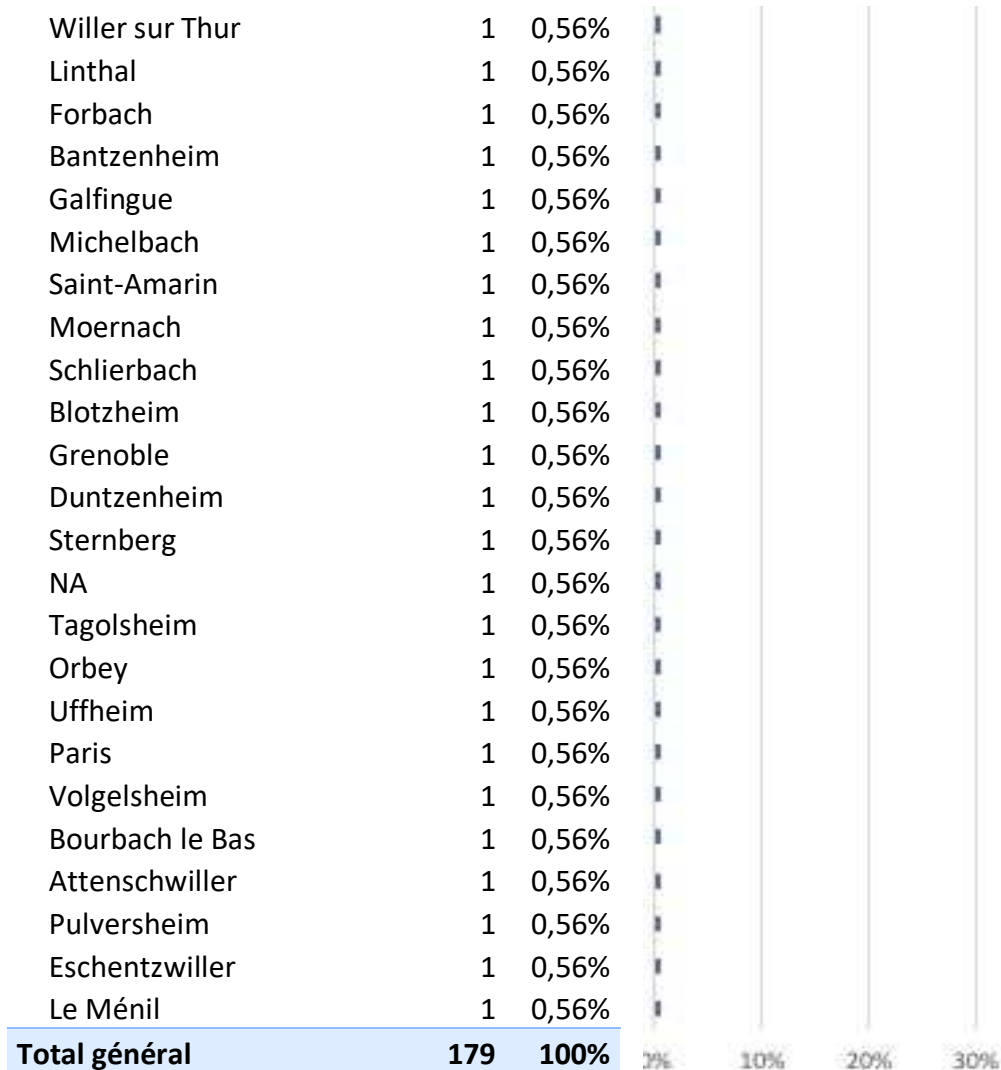 Willer sur Thur 1 0,56%
Linthal 1 0,56%
Forbach 1 0,56%
Bantzenheim 1 0,56%
Galfingue 1 0,56%
Michelbach 1 0,56%
Saint-Amarin 1 0,56%
Moernach 1 0,56%
Schlierbach 1 0,56%
Blotzheim 1 0,56%
Grenoble 1 0,56%
Duntzenheim 1 0,56%
Sternberg 1 0,56%
NA 1 0,56%
Tagolsheim 1 0,56%
Orbey 1 0,56%
Uffheim 1 0,56%
Paris 1 0,56%
Volgelsheim 1 0,56%
Bourbach le Bas 1 0,56%
Attenschwiller 1 0,56%
Pulversheim 1 0,56%
Eschentzwiller 1 0,56%
Le Ménil 1 0,56%
Total général 179 100% 0% 10% 20% 30%